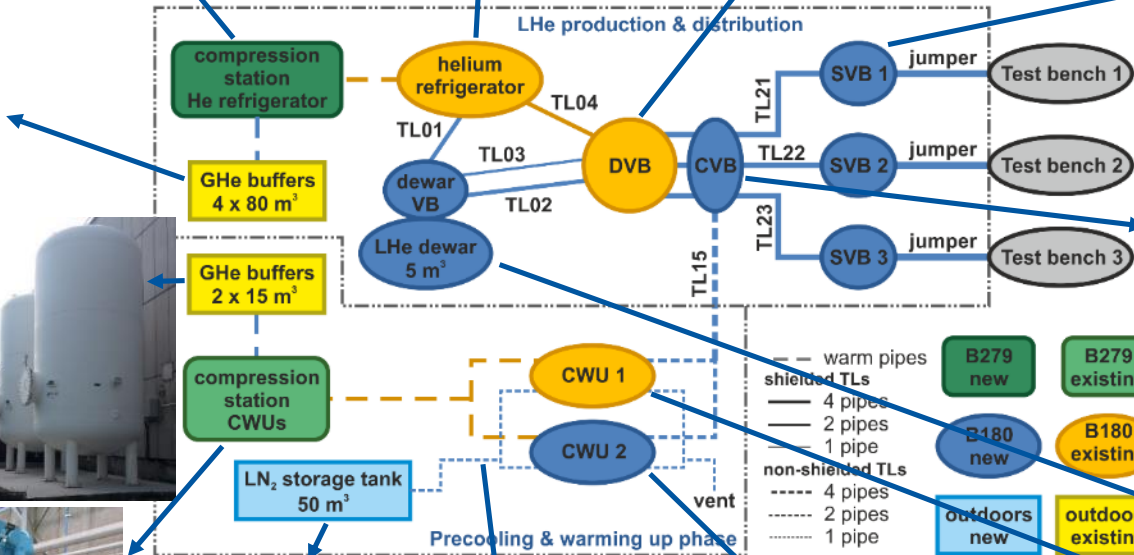 LHe production & distribution
compression
station
He refrigerator
helium
refrigerator
TL04
TL01
TL03
TL02
dewar
VB
LHe dewar
5 m³
DVB
CVB
TL21
TL22
TL23
TL15
SVB 1
jumper
Test bench 1
SVB 2
jumper
Test bench 2
SVB 3
jumper
Test bench 3
GHe buffers
4 x 80 m³
GHe buffers
2 x 15 m³
compression
station
CWUs
CWU 1
CWU 2
LN₂ storage tank
50 m³
vent
Precooling & warming up phase
warm pipes
shielded TLs
4 pipes
2 pipes
1 pipe
non-shielded TLs
4 pipes
2 pipes
1 pipe
B279
new
B279
existin
B180
new
B180
existin
outdoors
new
outdoo
existin